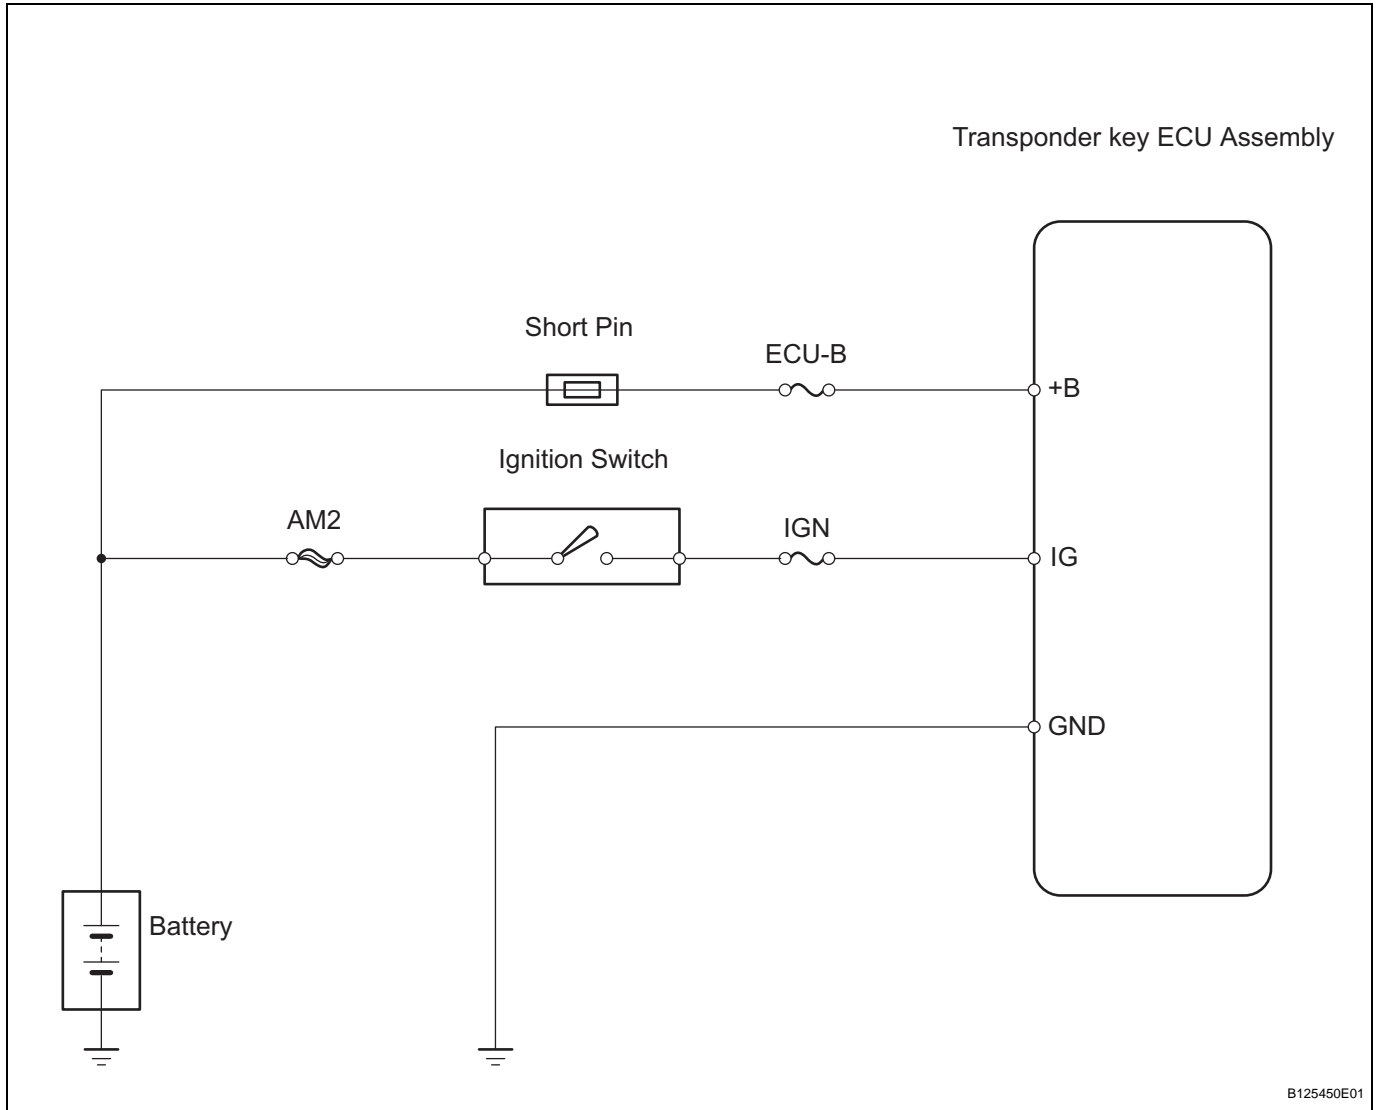 Transponder key ECU Assembly
Short Pin
ECU-B
+B
Ignition Switch
AM2
IGN
IG
GND
Battery
B125450E01